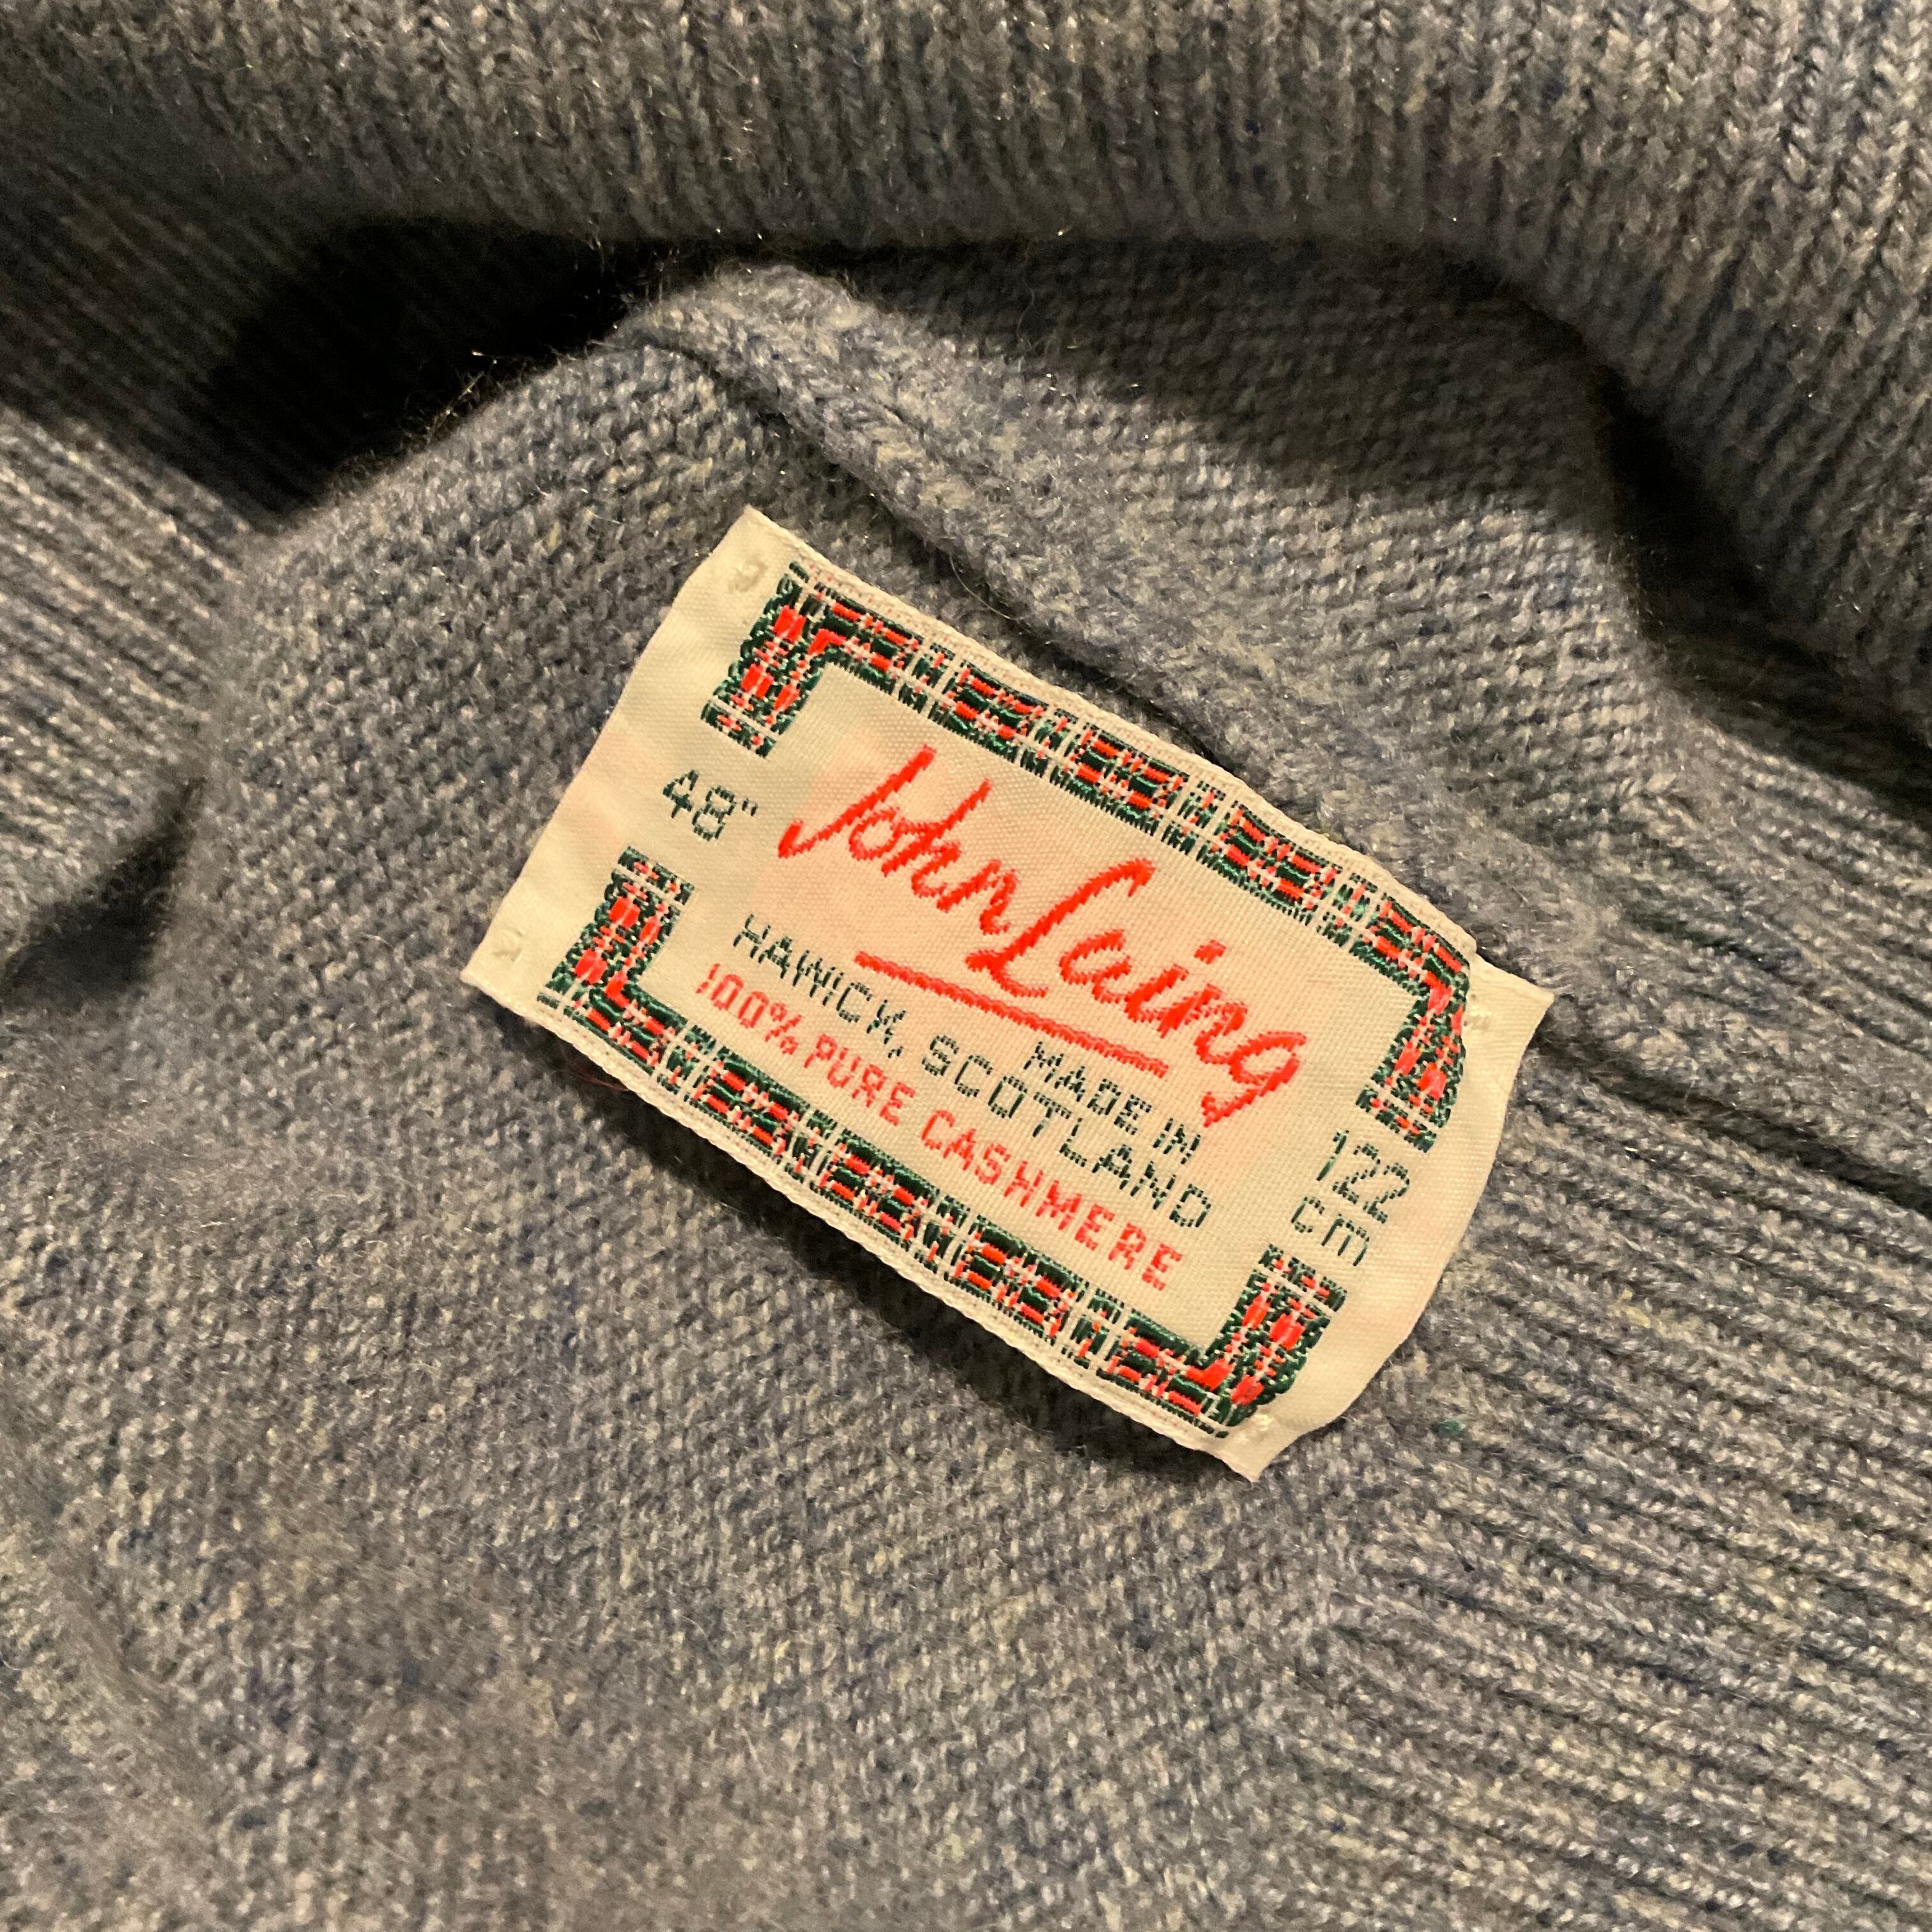 John Laing
MADE IN
HAWICK, SCOTLAND
100% PURE CASHMERE
48"
122
cm